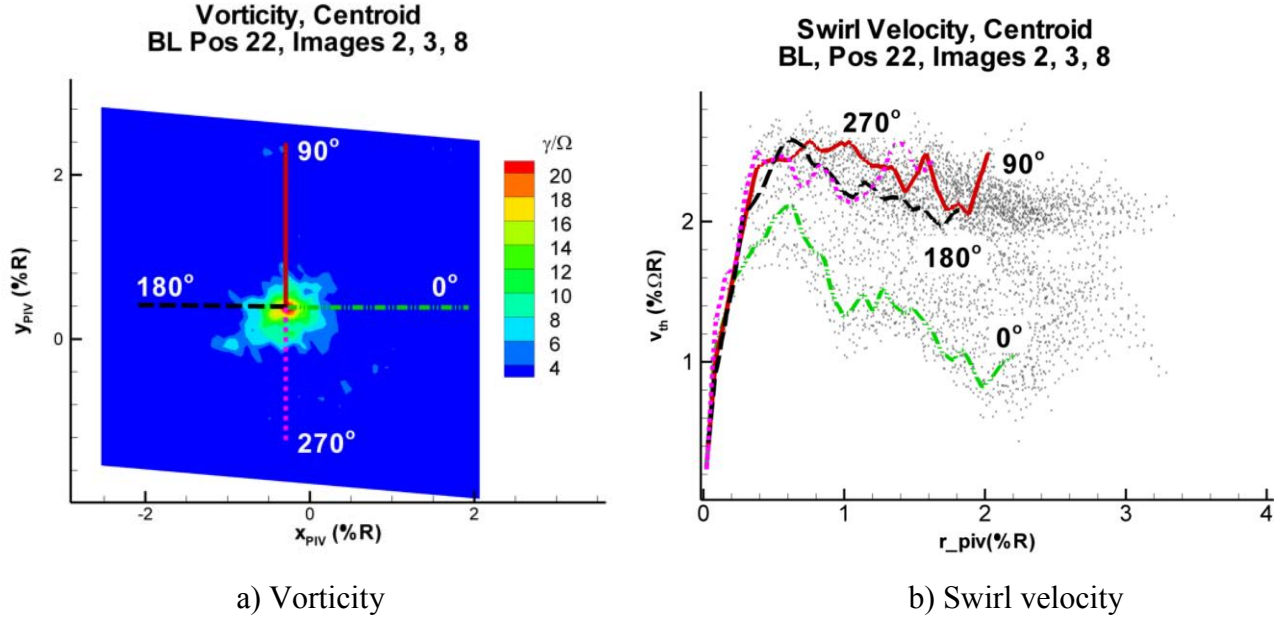 Vorticity, Centroid
BL Pos 22, Images 2, 3, 8
90°
180°
0°
270°
2
0
-2
0
2
y_PIV (%R)
x_PIV (%R)
γ/Ω
20
18
16
14
12
10
8
6
4
a) Vorticity
Swirl Velocity, Centroid
BL, Pos 22, Images 2, 3, 8
270°
90°
180°
0°
2
1
0
1
2
3
4
v_th (%ΩR)
r_piv(%R)
b) Swirl velocity